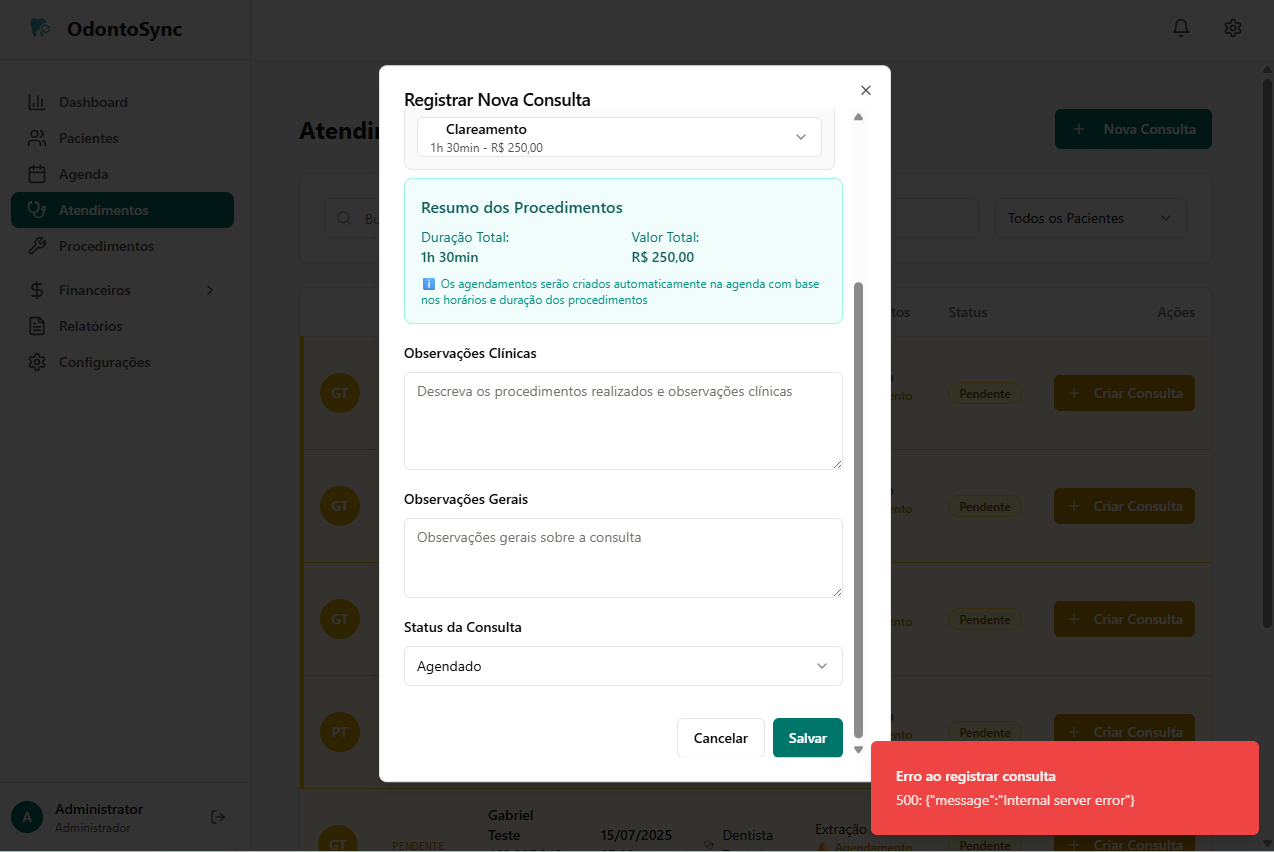 OdontoSync
Dashboard
Pacientes
Agenda
Atendimentos
Procedimentos
Financeiros
Relatórios
Configurações
A
Administrator
Administrador
Nova Consulta
Todos os Pacientes
Status
Ações
GT
Pendente
Criar Consulta
GT
Pendente
Criar Consulta
GT
Pendente
Criar Consulta
PT
Pendente
Criar Consulta
GT
PENDENTE
Gabriel
Teste
15/07/2025
Dentista
Extração
Agendamento
Pendente
Criar Consulta
Registrar Nova Consulta
Clareamento
1h 30min - R$ 250,00
Resumo dos Procedimentos
Duração Total:
Valor Total:
1h 30min
R$ 250,00
Os agendamentos serão criados automaticamente na agenda com base
nos horários e duração dos procedimentos
Observações Clínicas
Descreva os procedimentos realizados e observações clínicas
Observações Gerais
Observações gerais sobre a consulta
Status da Consulta
Agendado
Cancelar
Salvar
Erro ao registrar consulta
500: {"message":"Internal server error"}